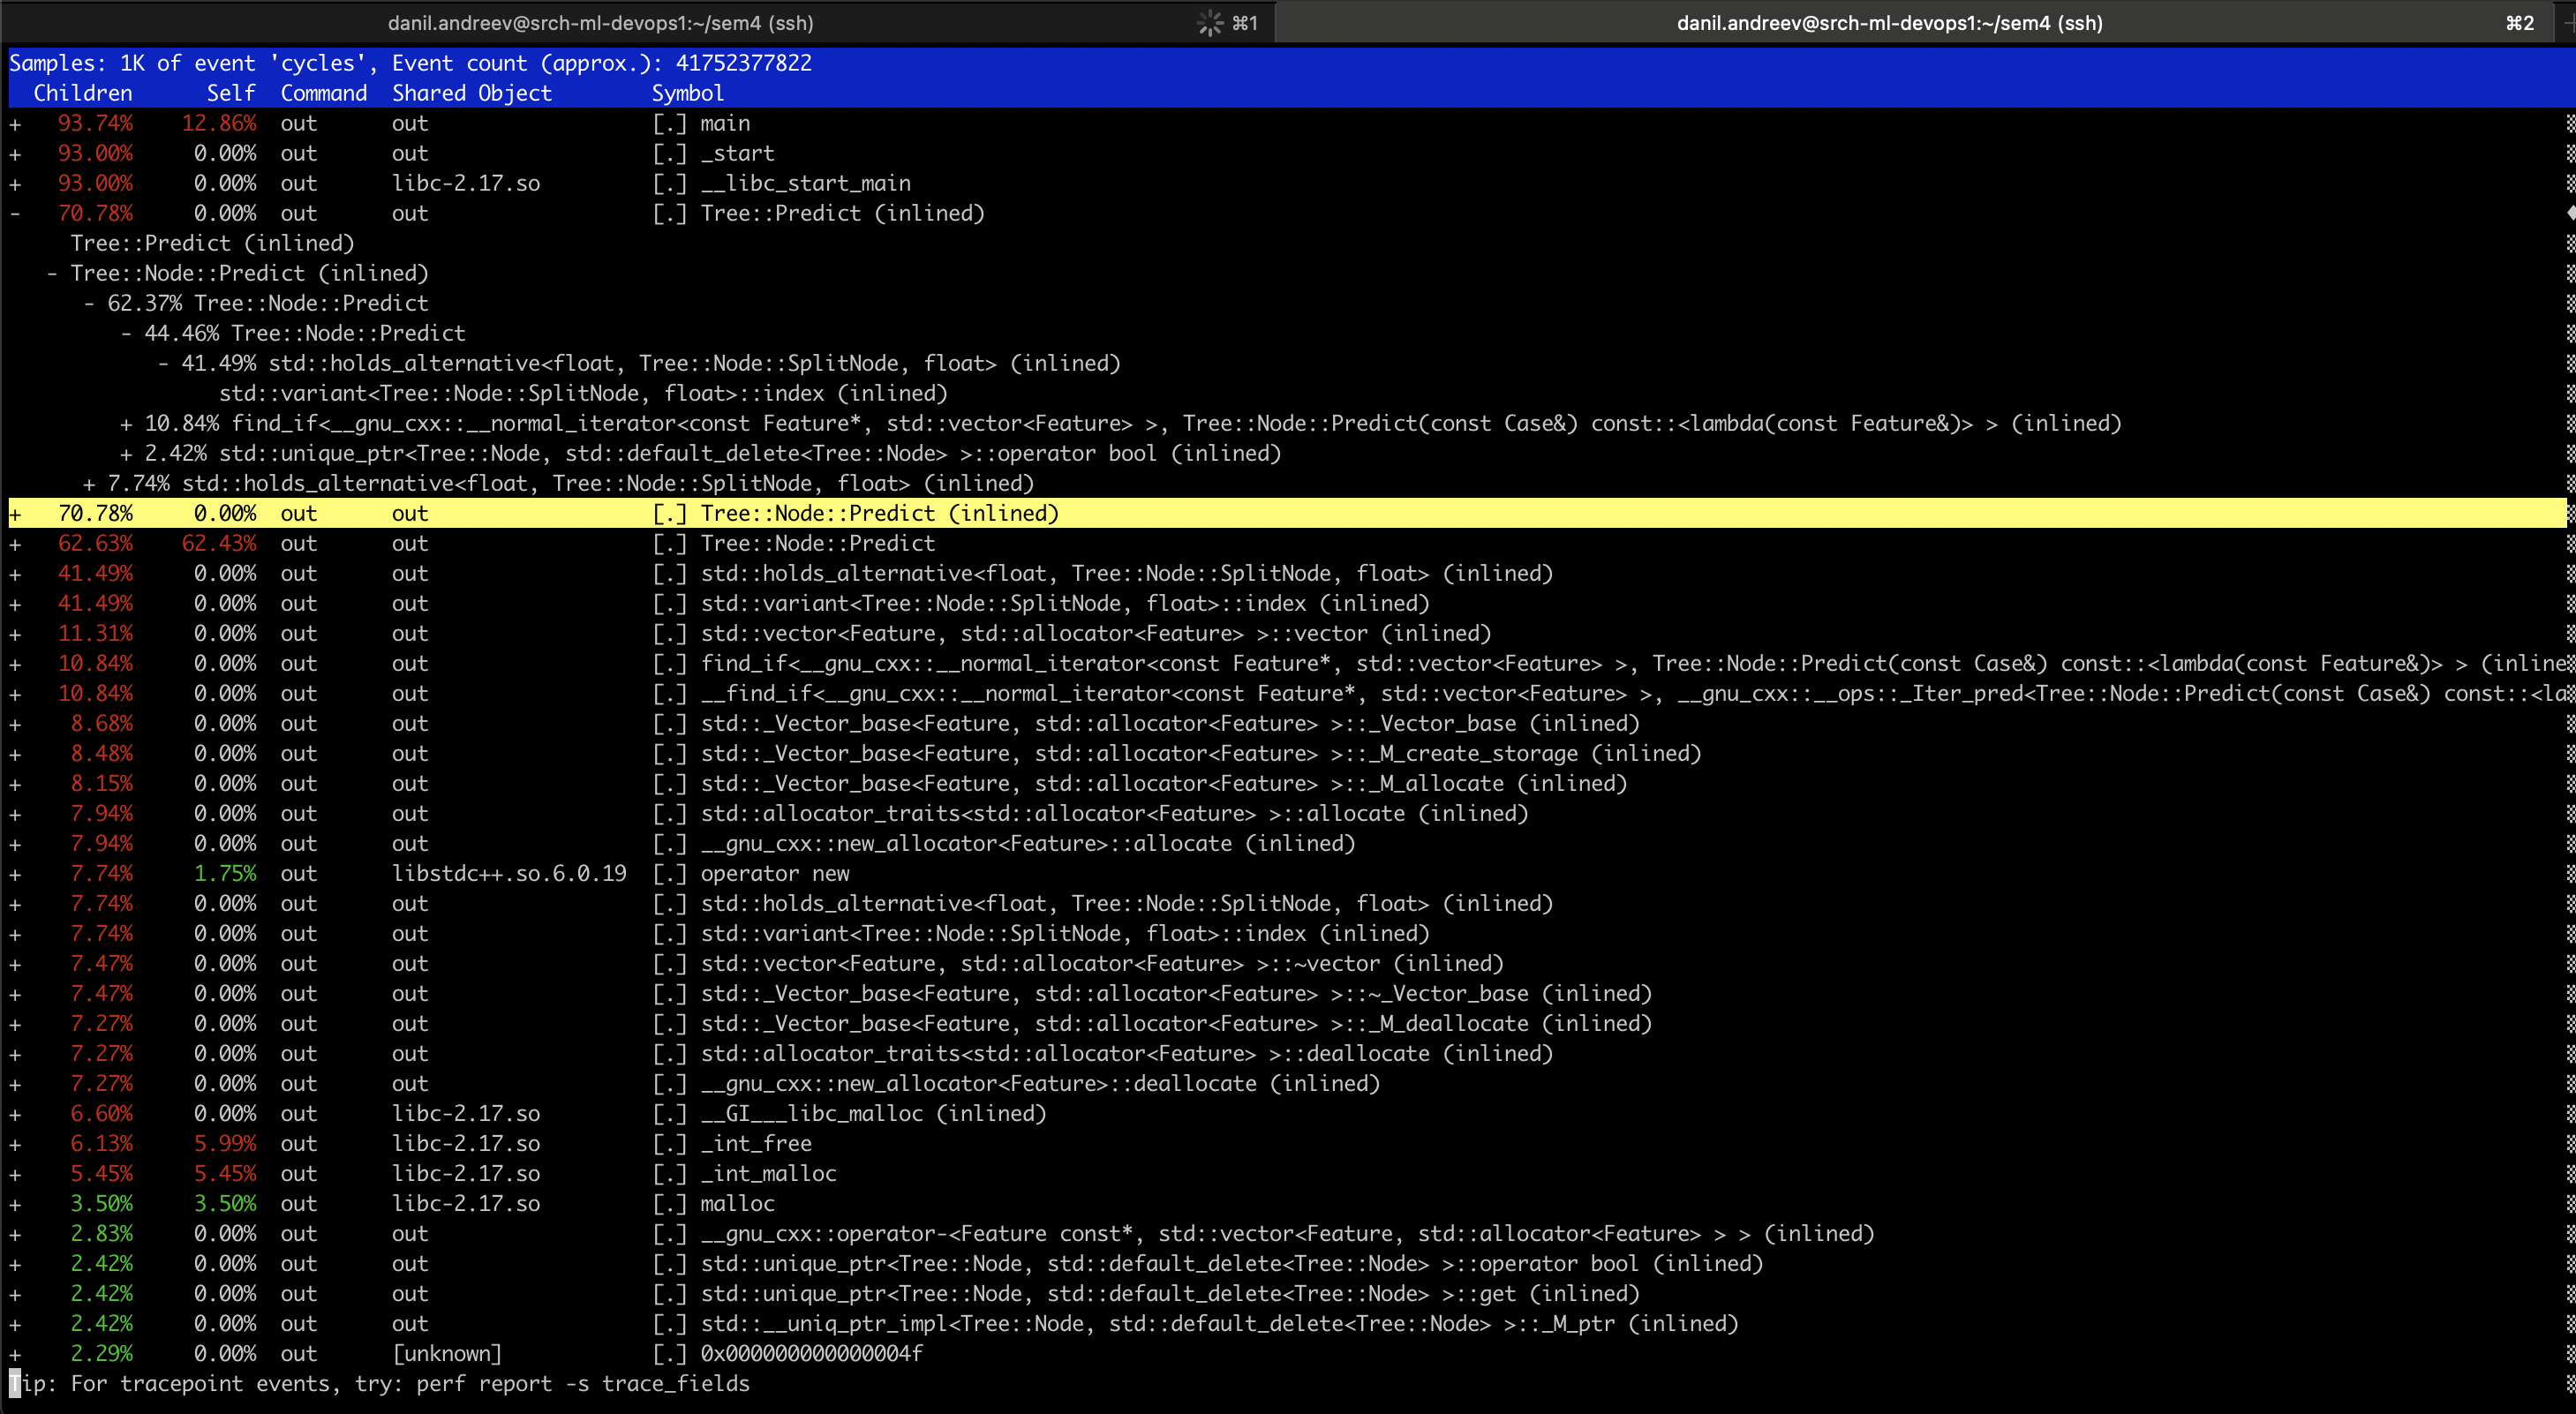 danil.andreev@srch-ml-devops1:~/sem4 (ssh) ⌘1 danil.andreev@srch-ml-devops1:~/sem4 (ssh) ⌘2
Samples: 1K of event 'cycles', Event count (approx.): 41752377822
Children Self Command Shared Object Symbol
+ 93.74% 12.86% out out [.] main
+ 93.00% 0.00% out out [.] _start
+ 93.00% 0.00% out libc-2.17.so [.] __libc_start_main
- 70.78% 0.00% out out [.] Tree::Predict (inlined)
Tree::Predict (inlined)
- Tree::Node::Predict (inlined)
- 62.37% Tree::Node::Predict
- 44.46% Tree::Node::Predict
- 41.49% std::holds_alternative<float, Tree::Node::SplitNode, float> (inlined)
std::variant<Tree::Node::SplitNode, float>::index (inlined)
+ 10.84% find_if<__gnu_cxx::__normal_iterator<const Feature*, std::vector<Feature> >, Tree::Node::Predict(const Case&) const::<lambda(const Feature&)> > (inlined)
+ 2.42% std::unique_ptr<Tree::Node, std::default_delete<Tree::Node> >::operator bool (inlined)
+ 7.74% std::holds_alternative<float, Tree::Node::SplitNode, float> (inlined)
+ 70.78% 0.00% out out [.] Tree::Node::Predict (inlined)
+ 62.63% 62.43% out out [.] Tree::Node::Predict
+ 41.49% 0.00% out out [.] std::holds_alternative<float, Tree::Node::SplitNode, float> (inlined)
+ 41.49% 0.00% out out [.] std::variant<Tree::Node::SplitNode, float>::index (inlined)
+ 11.31% 0.00% out out [.] std::vector<Feature, std::allocator<Feature> >::vector (inlined)
+ 10.84% 0.00% out out [.] find_if<__gnu_cxx::__normal_iterator<const Feature*, std::vector<Feature> >, Tree::Node::Predict(const Case&) const::<lambda(const Feature&)> > (inline
+ 10.84% 0.00% out out [.] __find_if<__gnu_cxx::__normal_iterator<const Feature*, std::vector<Feature> >, __gnu_cxx::__ops::_Iter_pred<Tree::Node::Predict(const Case&) const::<la
+ 8.68% 0.00% out out [.] std::_Vector_base<Feature, std::allocator<Feature> >::_Vector_base (inlined)
+ 8.48% 0.00% out out [.] std::_Vector_base<Feature, std::allocator<Feature> >::_M_create_storage (inlined)
+ 8.15% 0.00% out out [.] std::_Vector_base<Feature, std::allocator<Feature> >::_M_allocate (inlined)
+ 7.94% 0.00% out out [.] std::allocator_traits<std::allocator<Feature> >::allocate (inlined)
+ 7.94% 0.00% out out [.] __gnu_cxx::new_allocator<Feature>::allocate (inlined)
+ 7.74% 1.75% out libstdc++.so.6.0.19 [.] operator new
+ 7.74% 0.00% out out [.] std::holds_alternative<float, Tree::Node::SplitNode, float> (inlined)
+ 7.74% 0.00% out out [.] std::variant<Tree::Node::SplitNode, float>::index (inlined)
+ 7.47% 0.00% out out [.] std::vector<Feature, std::allocator<Feature> >::~vector (inlined)
+ 7.47% 0.00% out out [.] std::_Vector_base<Feature, std::allocator<Feature> >::~_Vector_base (inlined)
+ 7.27% 0.00% out out [.] std::_Vector_base<Feature, std::allocator<Feature> >::_M_deallocate (inlined)
+ 7.27% 0.00% out out [.] std::allocator_traits<std::allocator<Feature> >::deallocate (inlined)
+ 7.27% 0.00% out out [.] __gnu_cxx::new_allocator<Feature>::deallocate (inlined)
+ 6.60% 0.00% out libc-2.17.so [.] __GI___libc_malloc (inlined)
+ 6.13% 5.99% out libc-2.17.so [.] _int_free
+ 5.45% 5.45% out libc-2.17.so [.] _int_malloc
+ 3.50% 3.50% out libc-2.17.so [.] malloc
+ 2.83% 0.00% out out [.] __gnu_cxx::operator-<Feature const*, std::vector<Feature, std::allocator<Feature> > > (inlined)
+ 2.42% 0.00% out out [.] std::unique_ptr<Tree::Node, std::default_delete<Tree::Node> >::operator bool (inlined)
+ 2.42% 0.00% out out [.] std::unique_ptr<Tree::Node, std::default_delete<Tree::Node> >::get (inlined)
+ 2.42% 0.00% out out [.] std::__uniq_ptr_impl<Tree::Node, std::default_delete<Tree::Node> >::_M_ptr (inlined)
+ 2.29% 0.00% out [unknown] [.] 0x000000000000004f
Tip: For tracepoint events, try: perf report -s trace_fields